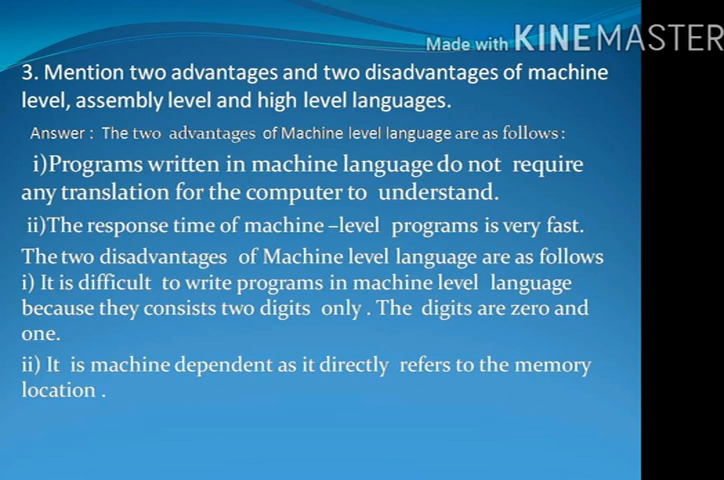 Made with KINEMASTER
3. Mention two advantages and two disadvantages of machine
level, assembly level and high level languages.
Answer : The two advantages of Machine level language are as follows :
i)Programs written in machine language do not require
any translation for the computer to understand.
ii)The response time of machine –level programs is very fast.
The two disadvantages of Machine level language are as follows
i) It is difficult to write programs in machine level language
because they consists two digits only . The digits are zero and
one.
ii) It is machine dependent as it directly refers to the memory
location .